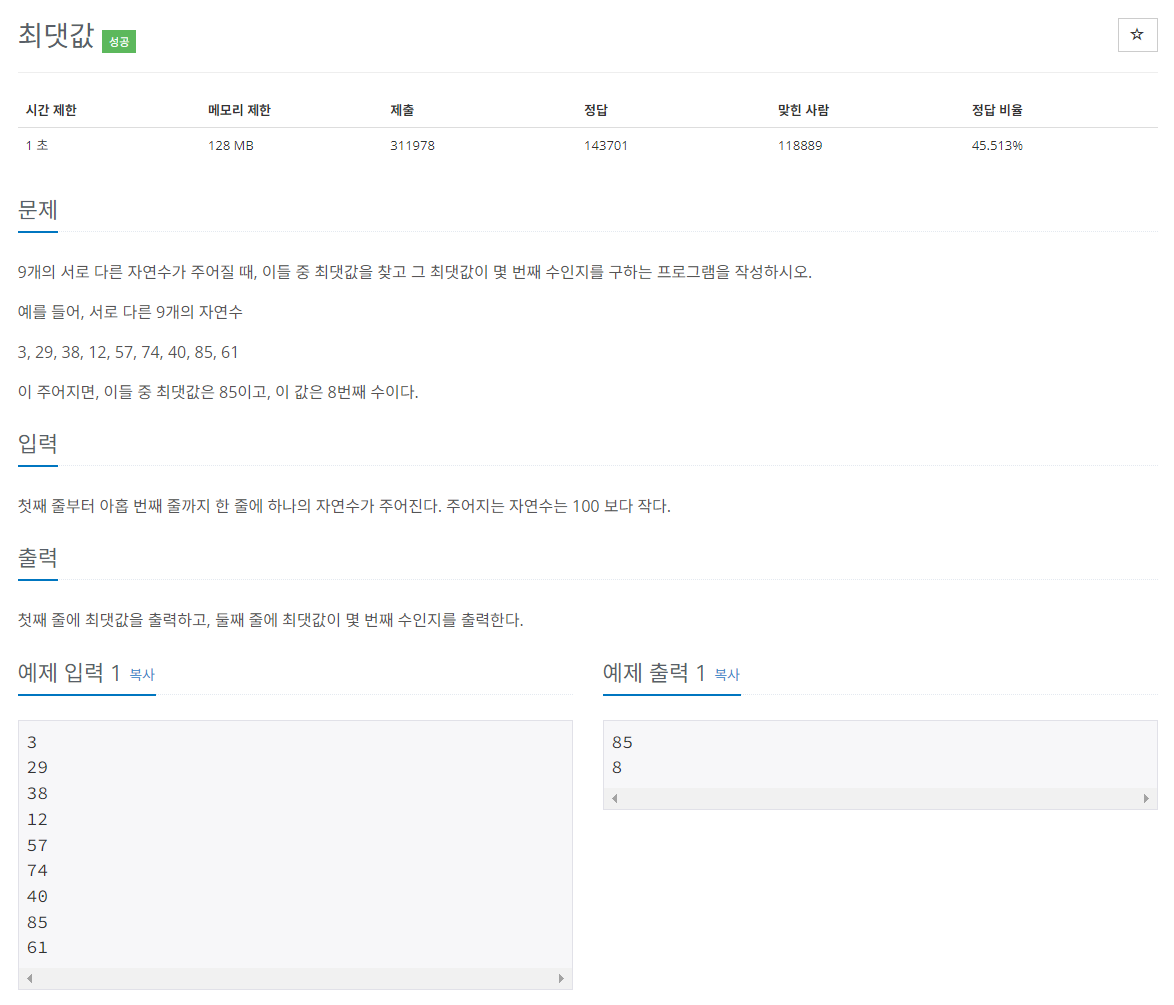 최댓값 성공
☆
시간 제한 메모리 제한 제출 정답 맞힌 사람 정답 비율
1 초 128 MB 311978 143701 118889 45.513%
문제
9개의 서로 다른 자연수가 주어질 때, 이들 중 최댓값을 찾고 그 최댓값이 몇 번째 수인지를 구하는 프로그램을 작성하시오.
예를 들어, 서로 다른 9개의 자연수
3, 29, 38, 12, 57, 74, 40, 85, 61
이 주어지면, 이들 중 최댓값은 85이고, 이 값은 8번째 수이다.
입력
첫째 줄부터 아홉 번째 줄까지 한 줄에 하나의 자연수가 주어진다. 주어지는 자연수는 100 보다 작다.
출력
첫째 줄에 최댓값을 출력하고, 둘째 줄에 최댓값이 몇 번째 수인지를 출력한다.
예제 입력 1 복사
3
29
38
12
57
74
40
85
61
예제 출력 1 복사
85
8